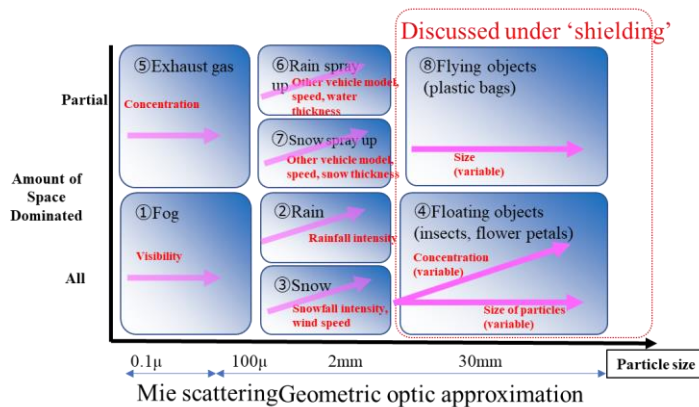 Discussed under ‘shielding’
⑤Exhaust gas
Concentration
⑥Rain spray
up
Other vehicle model,
speed, water
thickness
⑦Snow spray up
Other vehicle model,
speed, snow thickness
⑧Flying objects
(plastic bags)
Size
(variable)
Partial
Amount of
Space
Dominated
All
①Fog
Visibility
②Rain
Rainfall intensity
③Snow
Snowfall intensity,
wind speed
④Floating objects
(insects, flower petals)
Concentration
(variable)
Size of particles
(variable)
0.1μ
100μ
2mm
30mm
Particle size
Mie scattering
Geometric optic approximation